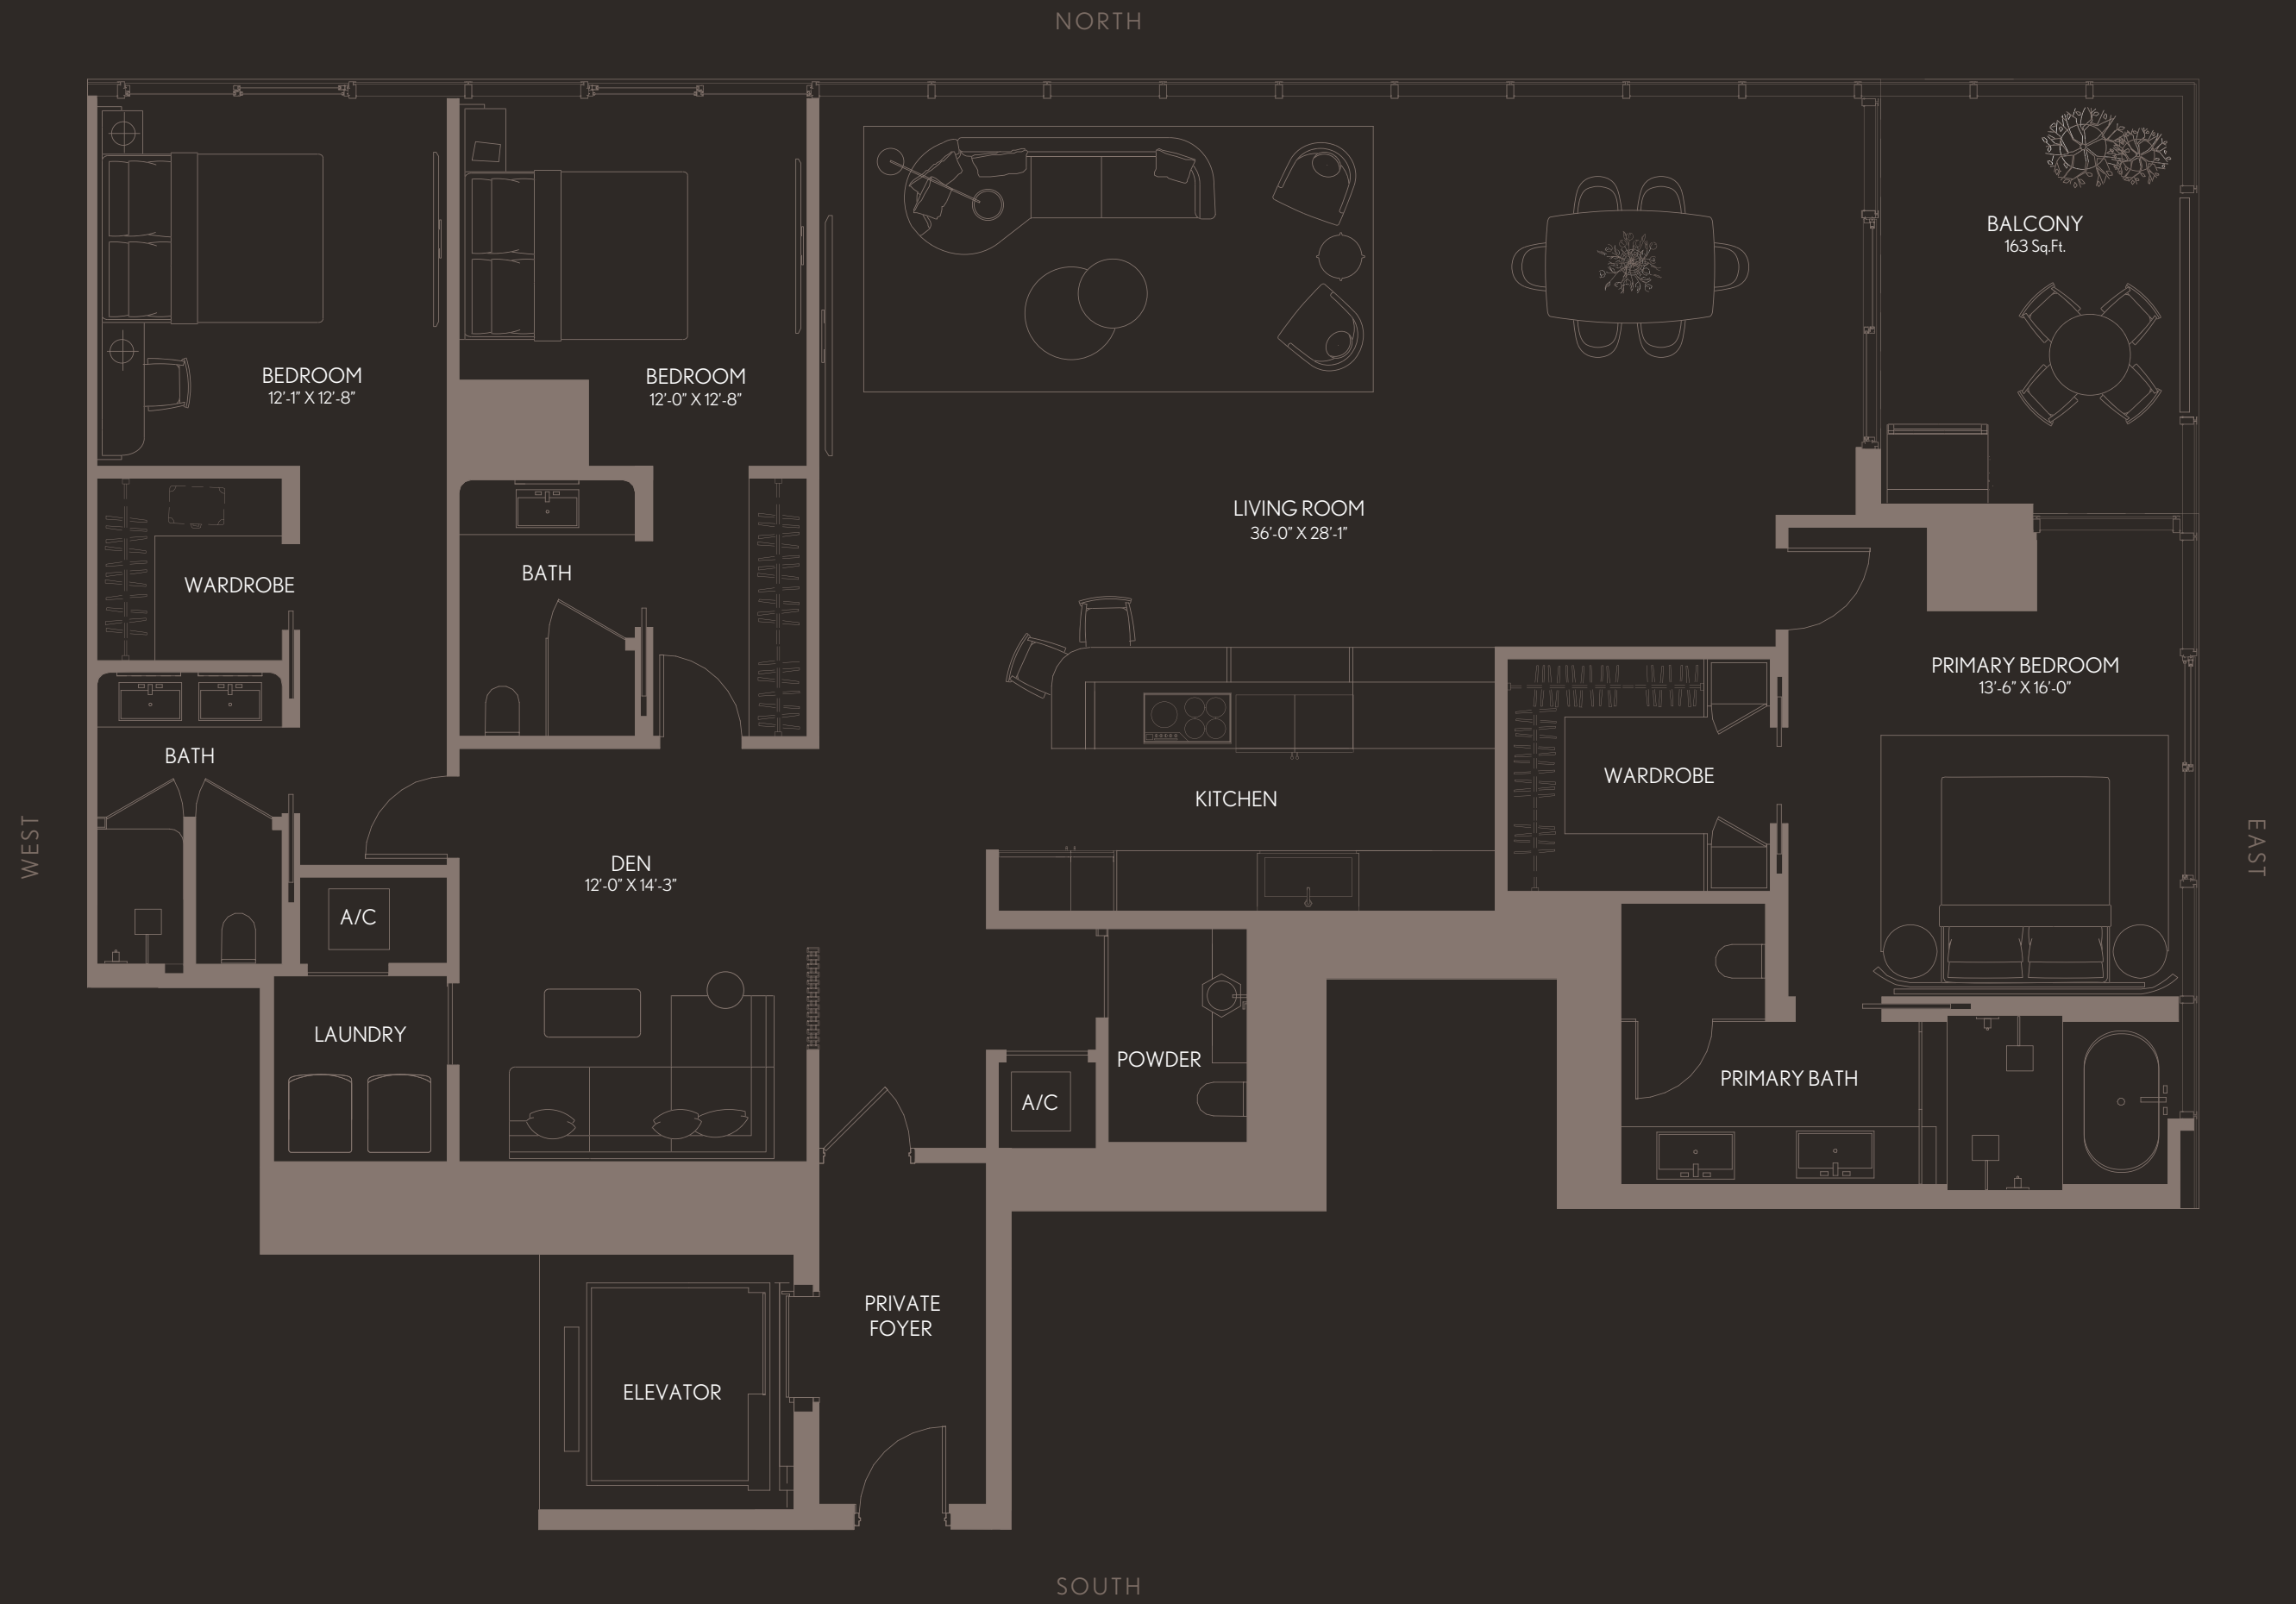 NORTH
BALCONY
163 Sq.Ft.
BEDROOM
12'-1" X 12'-8"
BEDROOM
12'-0" X 12'-8"
LIVING ROOM
36'-0" X 28'-1"
BATH
WARDROBE
PRIMARY BEDROOM
13'-6" X 16'-0"
BATH
WARDROBE
KITCHEN
WEST
EAST
DEN
12'-0" X 14'-3"
A/C
LAUNDRY
POWDER
PRIMARY BATH
A/C
PRIVATE
FOYER
ELEVATOR
SOUTH